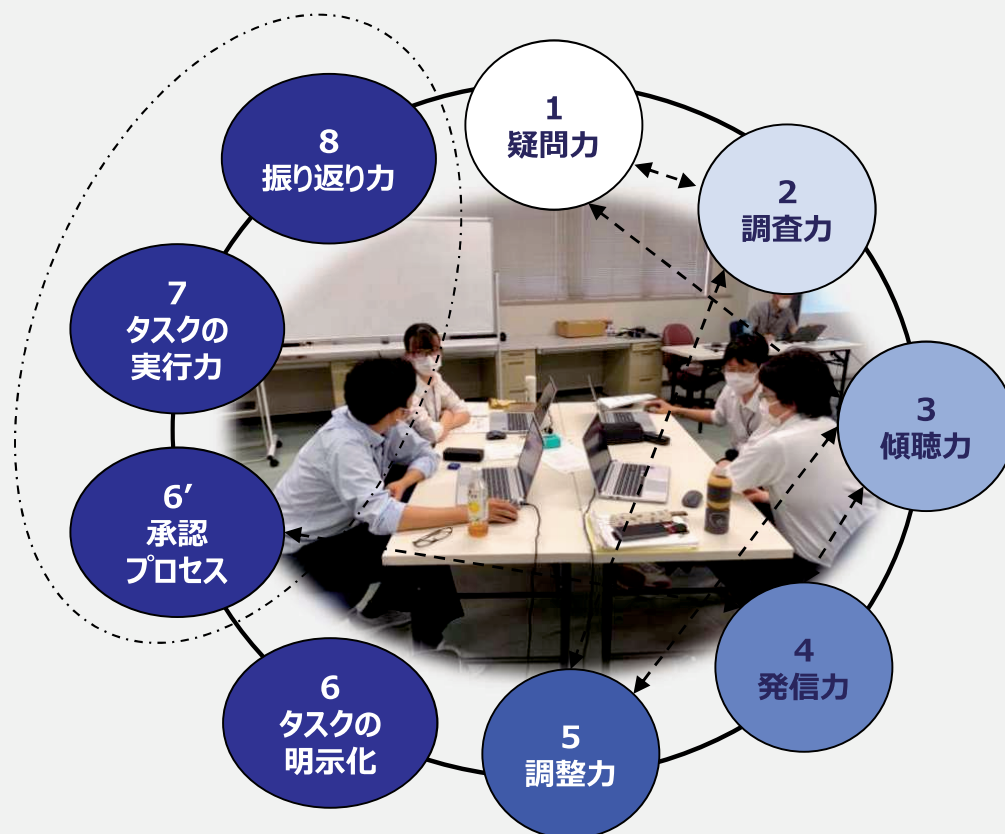 1
疑問力
2
調査力
3
傾聴力
4
発信力
5
調整力
6
タスクの
明示化
6′
承認
プロセス
7
タスクの
実行力
8
振り返り力